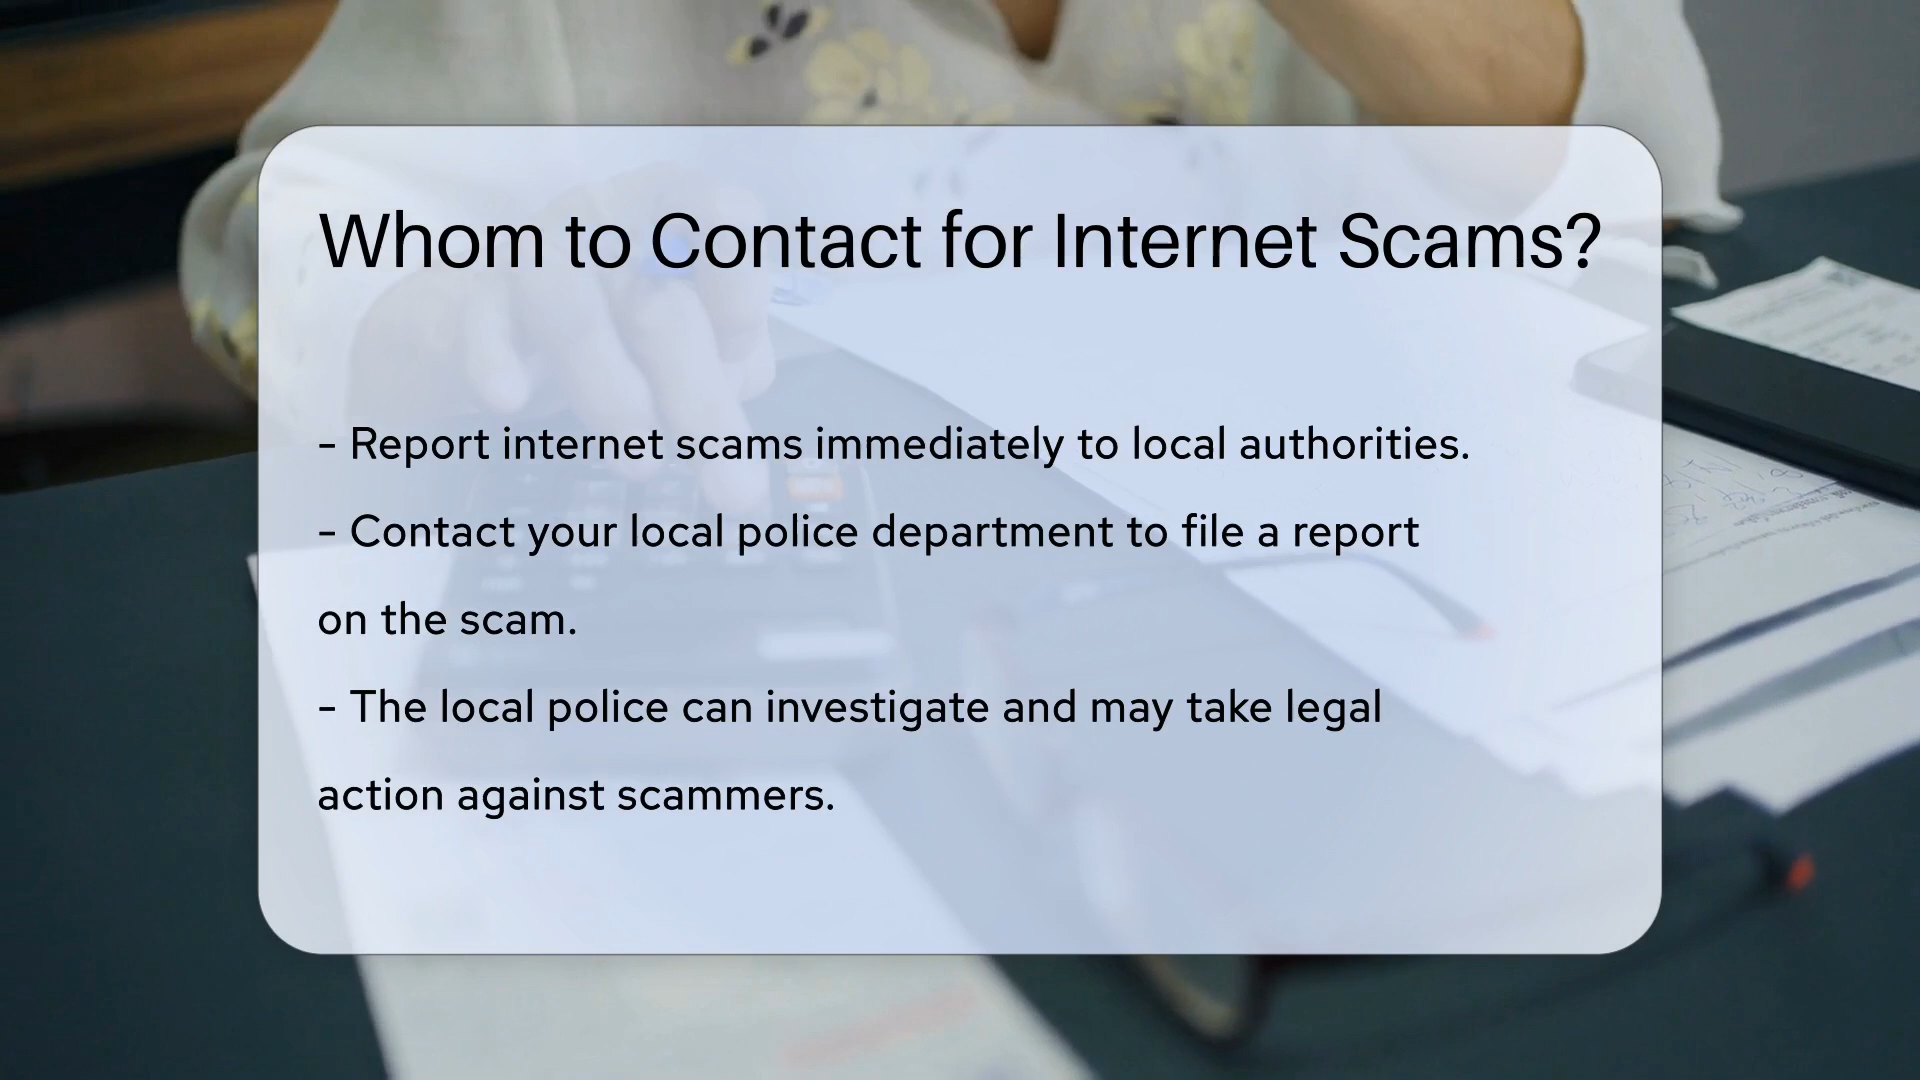 Whom to Contact for Internet Scams?
- Report internet scams immediately to local authorities.
- Contact your local police department to file a report
on the scam.
- The local police can investigate and may take legal
action against scammers.